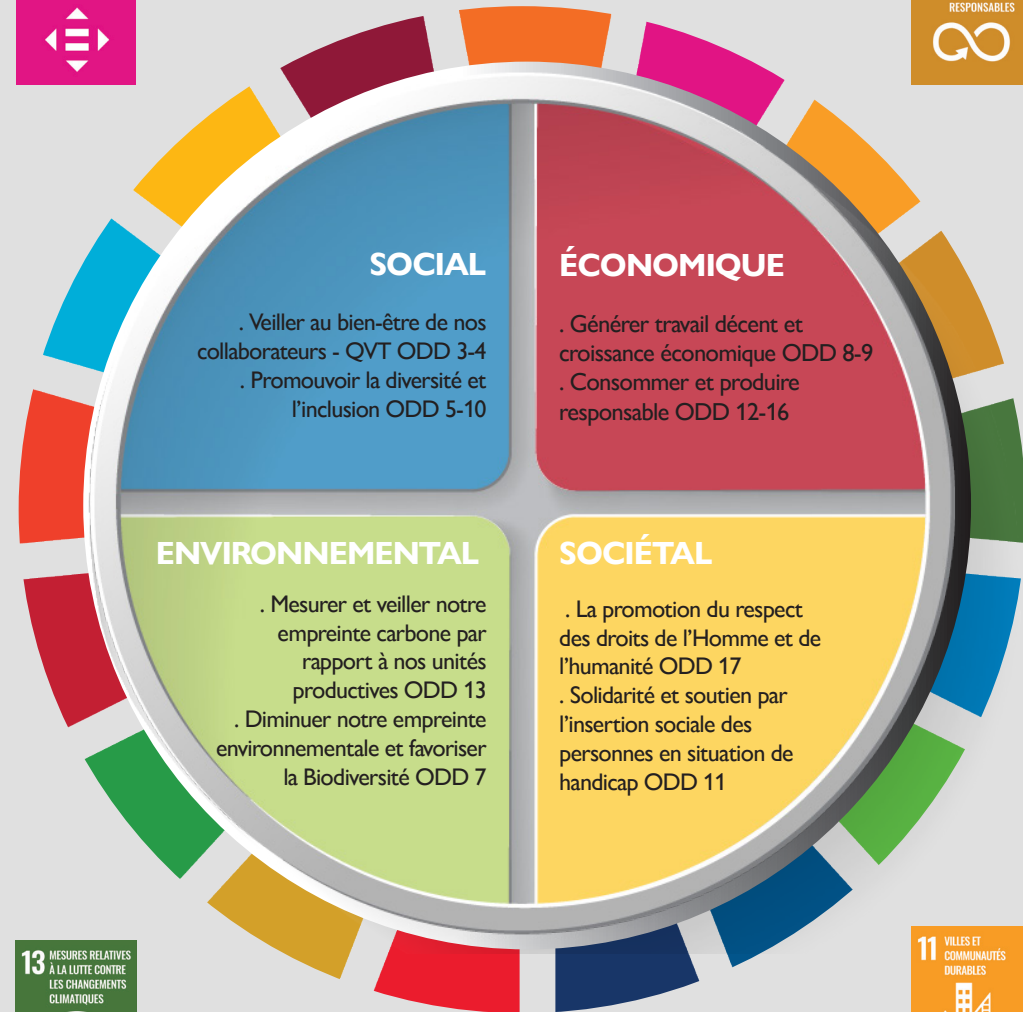 RESPONSABLES
SOCIAL
. Veiller au bien-être de nos
collaborateurs - QVT ODD 3-4
. Promouvoir la diversité et
l'inclusion ODD 5-10
ÉCONOMIQUE
. Générer travail décent et
croissance économique ODD 8-9
. Consommer et produire
responsable ODD 12-16
ENVIRONNEMENTAL
. Mesurer et veiller notre
empreinte carbone par
rapport à nos unités
productives ODD 13
. Diminuer notre empreinte
environnementale et favoriser
la Biodiversité ODD 7
SOCIÉTAL
. La promotion du respect
des droits de l'Homme et de
l'humanité ODD 17
. Solidarité et soutien par
l'insertion sociale des
personnes en situation de
handicap ODD 11
13 MESURES RELATIVES
À LA LUTTE CONTRE
LES CHANGEMENTS
CLIMATIQUES
11 VILLES ET
COMMUNAUTÉS
DURABLES